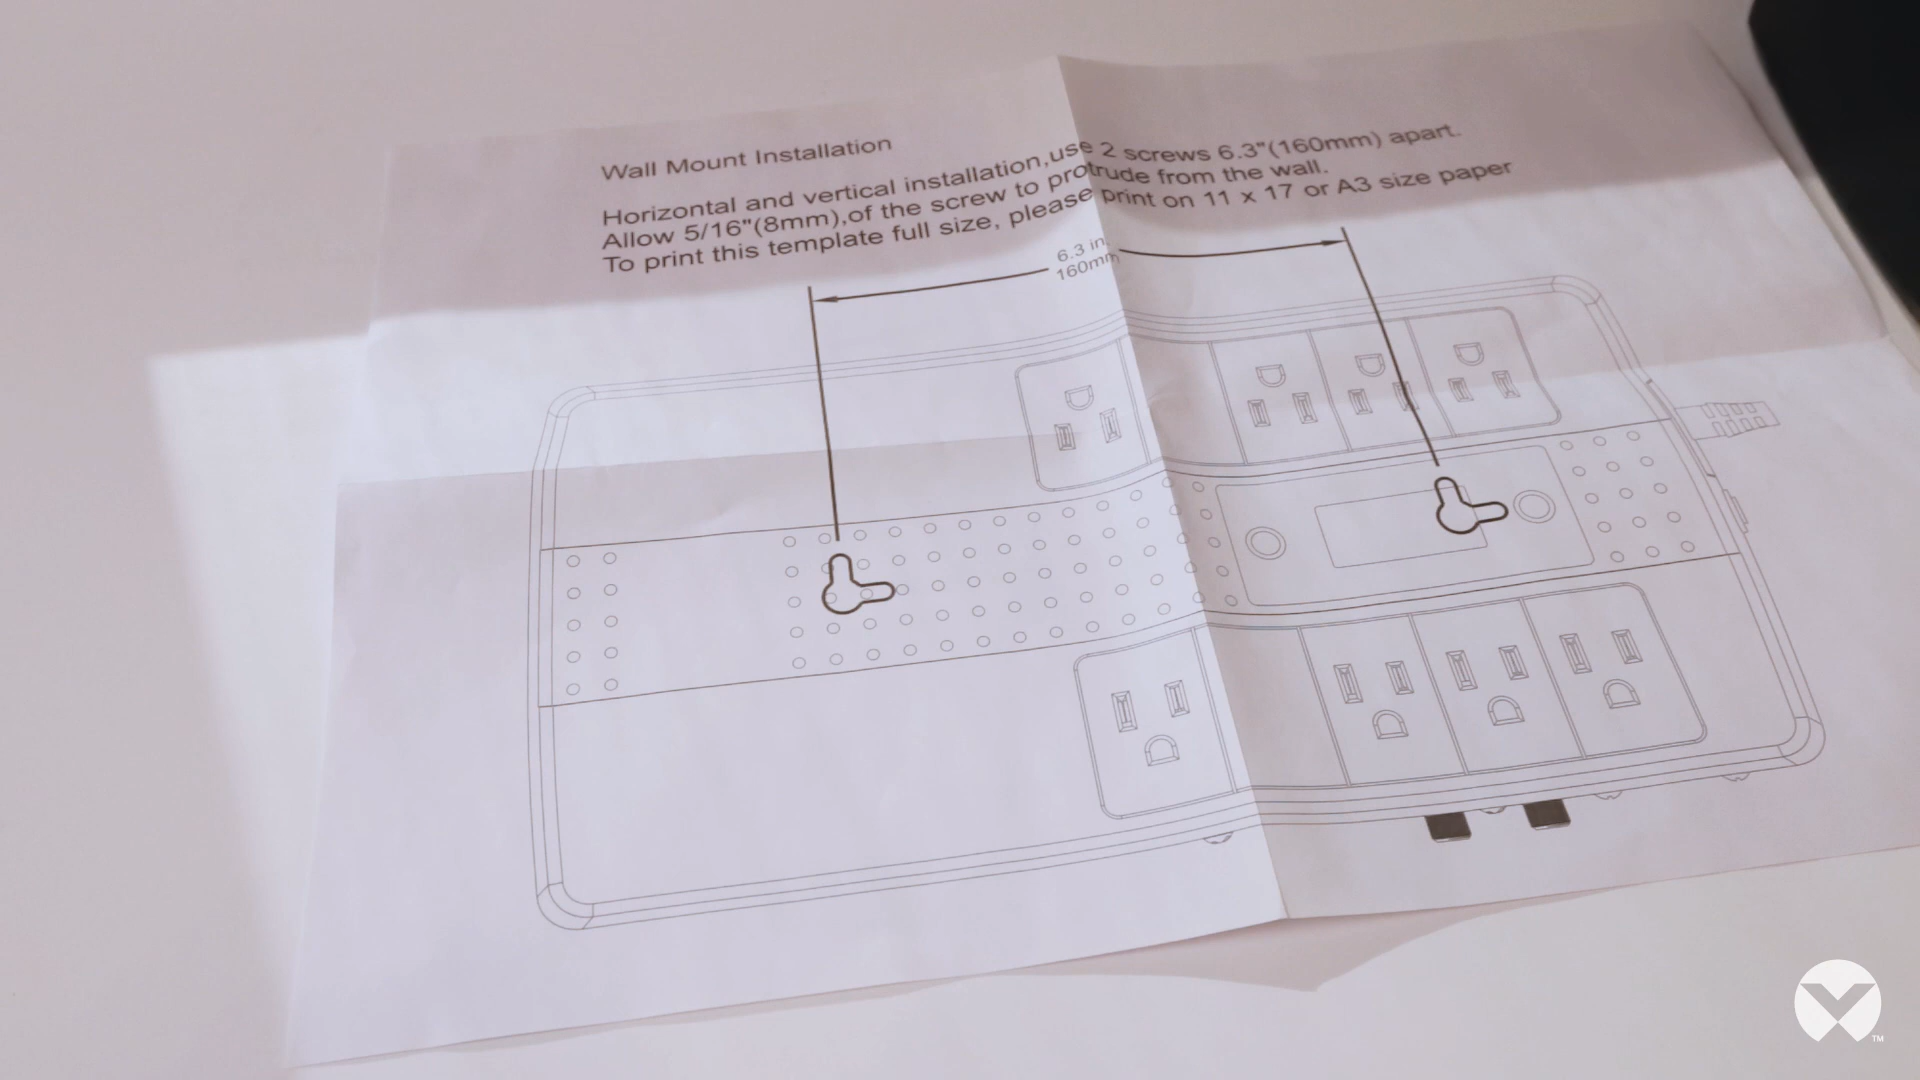 Wall Mount Installation
Horizontal and vertical installation,use 2 screws 6.3"(160mm) apart.
Allow 5/16"(8mm),of the screw to protrude from the wall.
To print this template full size, please print on 11 x 17 or A3 size paper
6.3 in.
160mm
TM